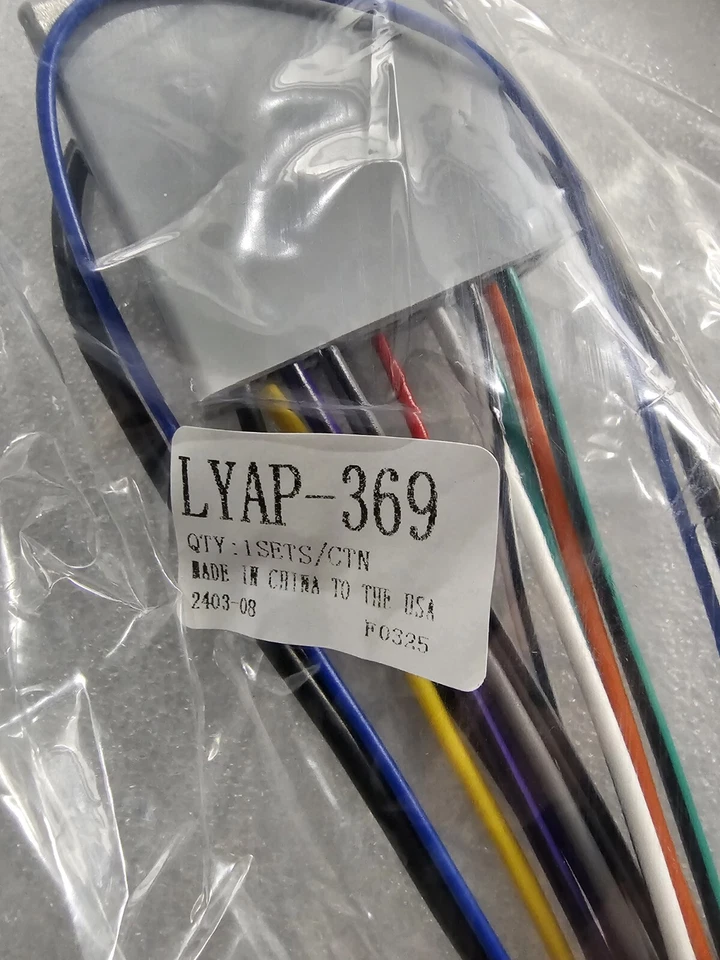 LYAP-369
QTY:1SETS/CTN
MADE IN CHINA TO THE USA
2403-08
F0325